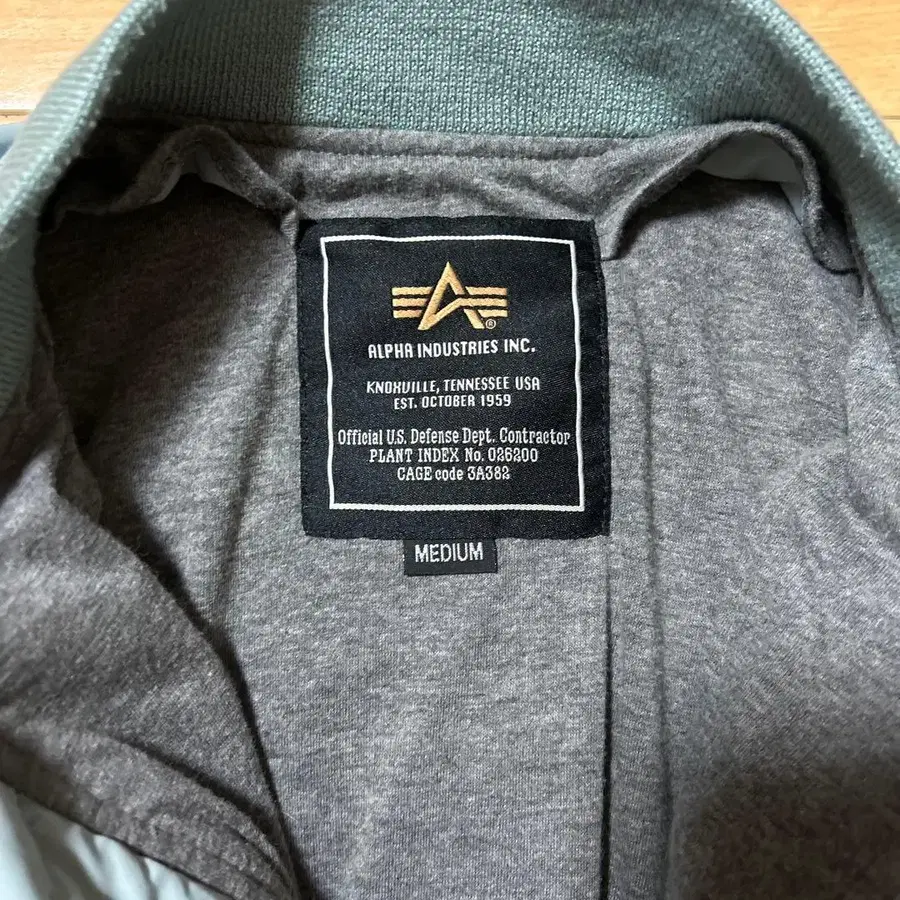 ®
ALPHA INDUSTRIES INC.
KNOXVILLE, TENNESSEE USA
EST. OCTOBER 1959
Official U.S. Defense Dept. Contractor
PLANT INDEX No. 026200
CAGE code 3A382
MEDIUM